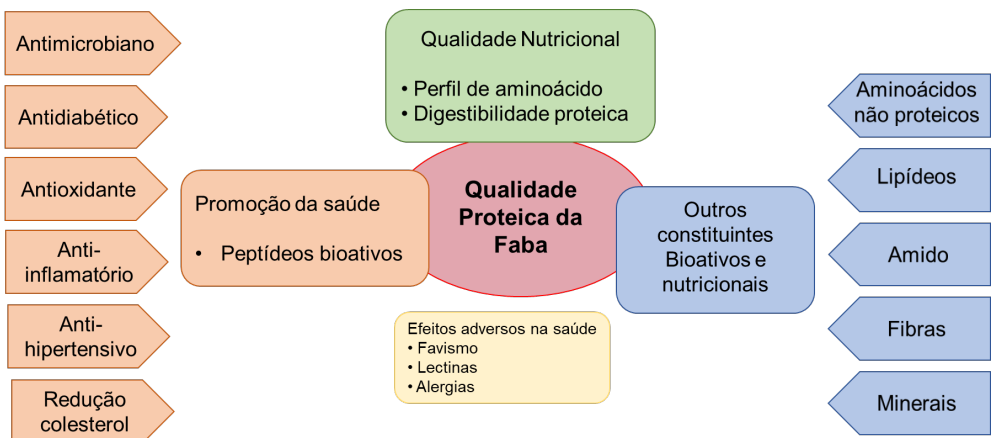 Antimicrobiano
Antidiabético
Antioxidante
Anti-
inflamatório
Anti-
hipertensivo
Redução
colesterol
Promoção da saúde
• Peptídeos bioativos
Qualidade Nutricional
• Perfil de aminoácido
• Digestibilidade proteica
Qualidade
Proteica da
Faba
Efeitos adversos na saúde
• Favismo
• Lectinas
• Alergias
Outros
constituintes
Bioativos e
nutricionais
Aminoácidos
não proteicos
Lipídeos
Amido
Fibras
Minerais